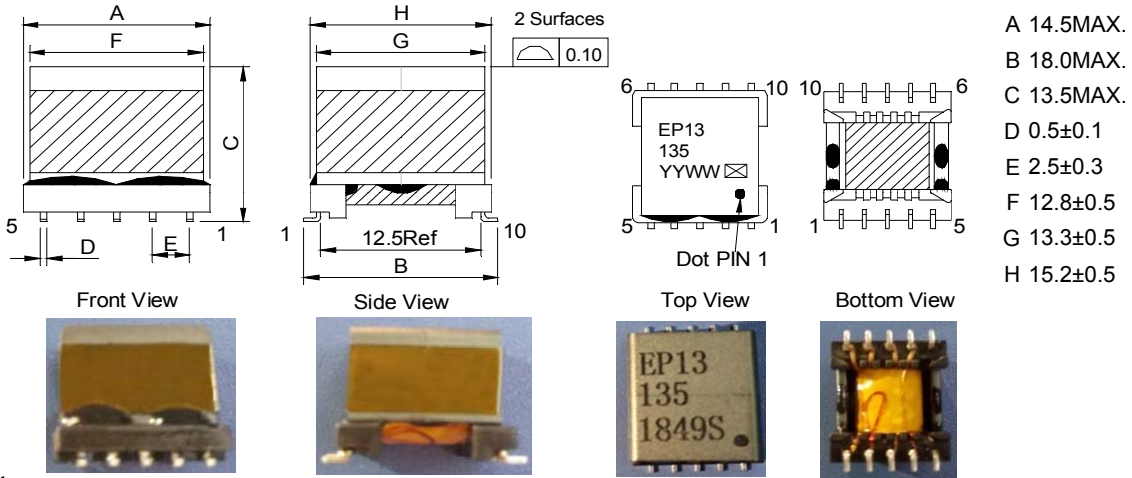 A
F
C
5
1
D
E
Front View
H
G
2 Surfaces
0.10
1
10
12.5Ref
B
Side View
6
10
EP13
135
YYWW
5
1
Dot PIN 1
Top View
10
6
1
5
Bottom View
A 14.5MAX.
B 18.0MAX.
C 13.5MAX.
D 0.5±0.1
E 2.5±0.3
F 12.8±0.5
G 13.3±0.5
H 15.2±0.5
EP13
135
1849S